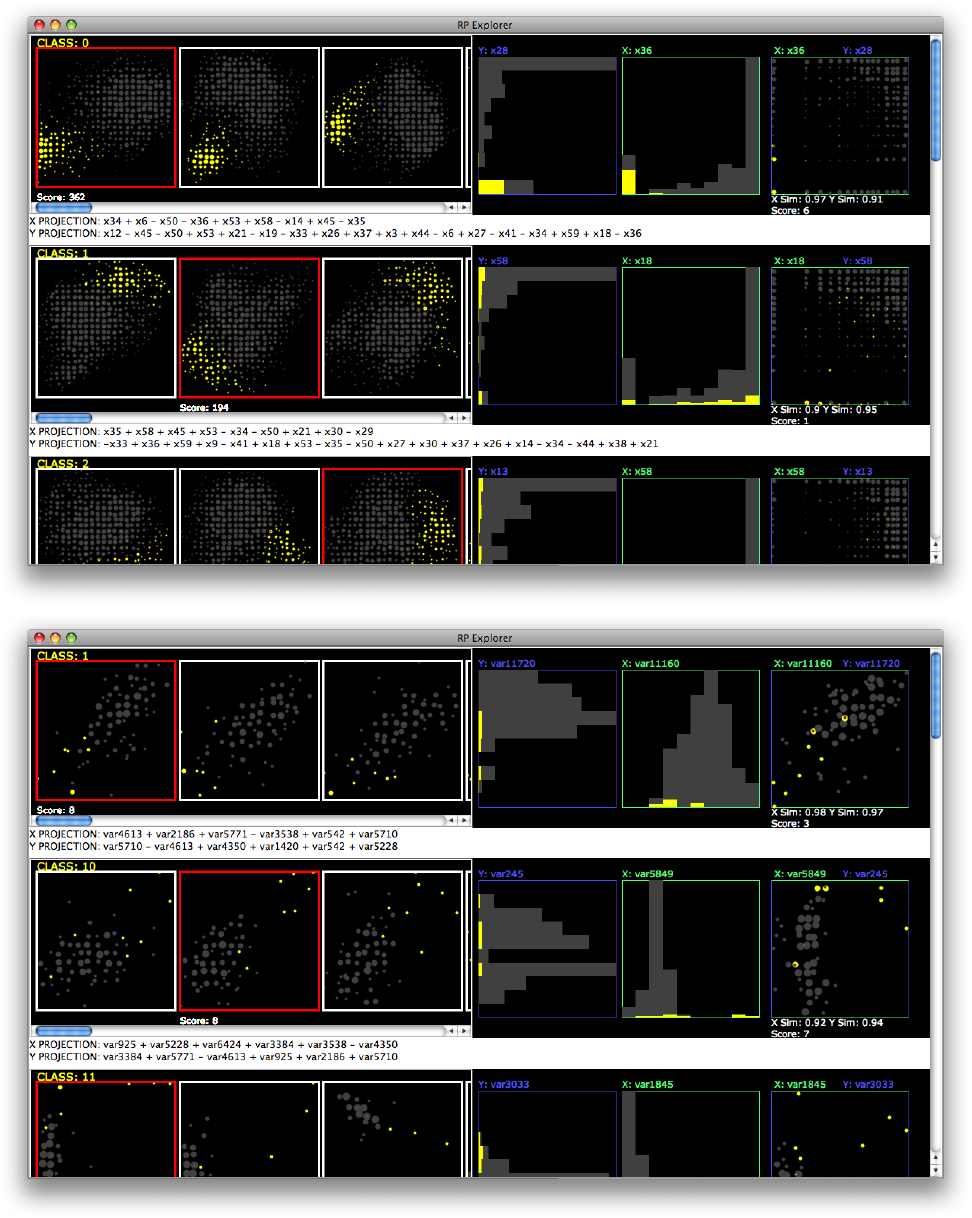 RP Explorer
CLASS: 0
Y: x28
X: x36
X: x36 Y: x28
Score: 362
X Sim: 0.97 Y Sim: 0.91
Score: 6
X PROJECTION: x34 + x6 – x50 – x36 + x53 + x58 – x14 + x45 – x35
Y PROJECTION: x12 – x45 – x50 + x53 + x21 – x19 – x33 + x26 + x37 + x3 + x44 – x6 + x27 – x41 – x34 + x59 + x18 – x36
CLASS: 1
Y: x58
X: x18
X: x18 Y: x58
Score: 194
X Sim: 0.9 Y Sim: 0.95
Score: 1
X PROJECTION: x35 + x58 + x45 + x53 – x34 – x50 + x21 + x30 – x29
Y PROJECTION: –x33 + x36 + x59 + x9 – x41 + x18 + x53 – x35 – x50 + x27 + x30 + x37 + x26 + x14 – x34 – x44 + x38 + x21
CLASS: 2
Y: x13
X: x58
X: x58 Y: x13
RP Explorer
CLASS: 1
Y: var11720
X: var11160
X: var11160 Y: var11720
Score: 8
X Sim: 0.98 Y Sim: 0.97
Score: 3
X PROJECTION: var4613 + var2186 + var5771 – var3538 + var542 + var5710
Y PROJECTION: var5710 – var4613 + var4350 + var1420 + var542 + var5228
CLASS: 10
Y: var245
X: var5849
X: var5849 Y: var245
Score: 8
X Sim: 0.92 Y Sim: 0.94
Score: 7
X PROJECTION: var925 + var5228 + var6424 + var3384 + var3538 – var4350
Y PROJECTION: var3384 + var5771 – var4613 + var925 + var2186 + var5710
CLASS: 11
Y: var3033
X: var1845
X: var1845 Y: var3033